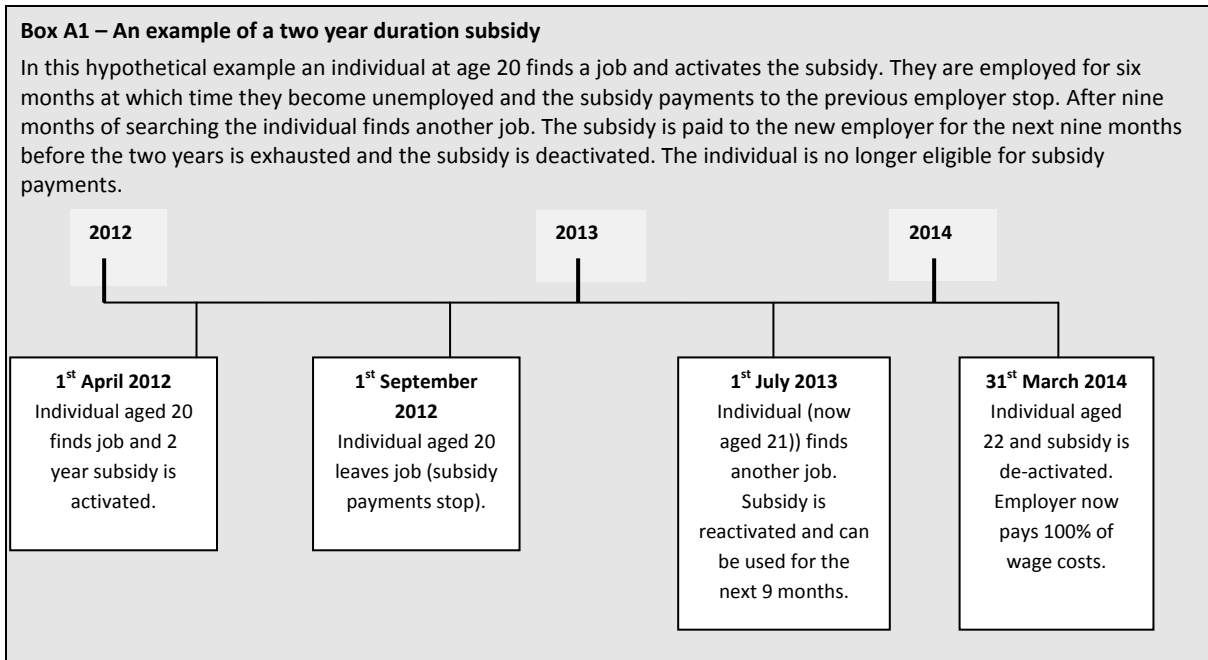 Box A1 – An example of a two year duration subsidy
In this hypothetical example an individual at age 20 finds a job and activates the subsidy. They are employed for six
months at which time they become unemployed and the subsidy payments to the previous employer stop. After nine
months of searching the individual finds another job. The subsidy is paid to the new employer for the next nine months
before the two years is exhausted and the subsidy is deactivated. The individual is no longer eligible for subsidy
payments.
2012
2013
2014
1st April 2012
Individual aged 20
finds job and 2
year subsidy is
activated.
1st September
2012
Individual aged 20
leaves job (subsidy
payments stop).
1st July 2013
Individual (now
aged 21)) finds
another job.
Subsidy is
reactivated and can
be used for the
next 9 months.
31st March 2014
Individual aged
22 and subsidy is
de-activated.
Employer now
pays 100% of
wage costs.